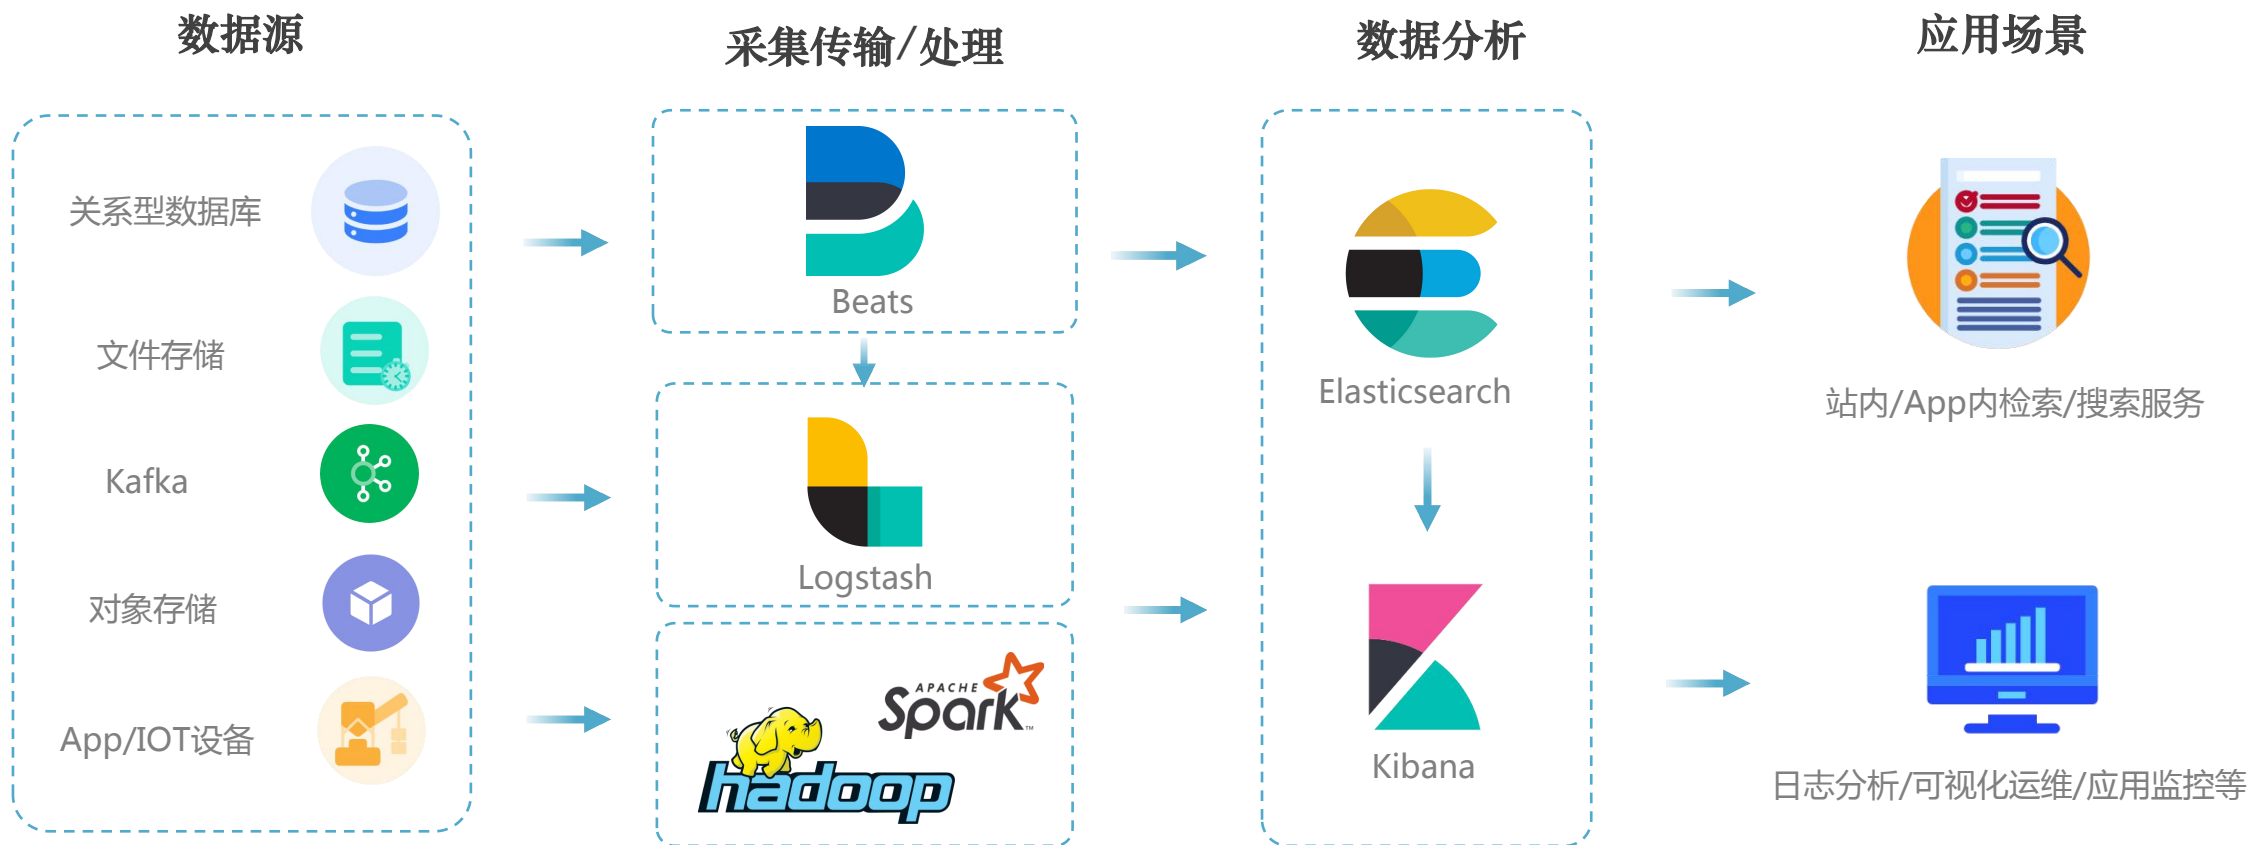 数据源
采集传输/处理
数据分析
应用场景
关系型数据库
文件存储
Kafka
对象存储
App/IOT设备
Beats
Logstash
APACHE
Spark™
hadoop
Elasticsearch
Kibana
站内/App内检索/搜索服务
日志分析/可视化运维/应用监控等